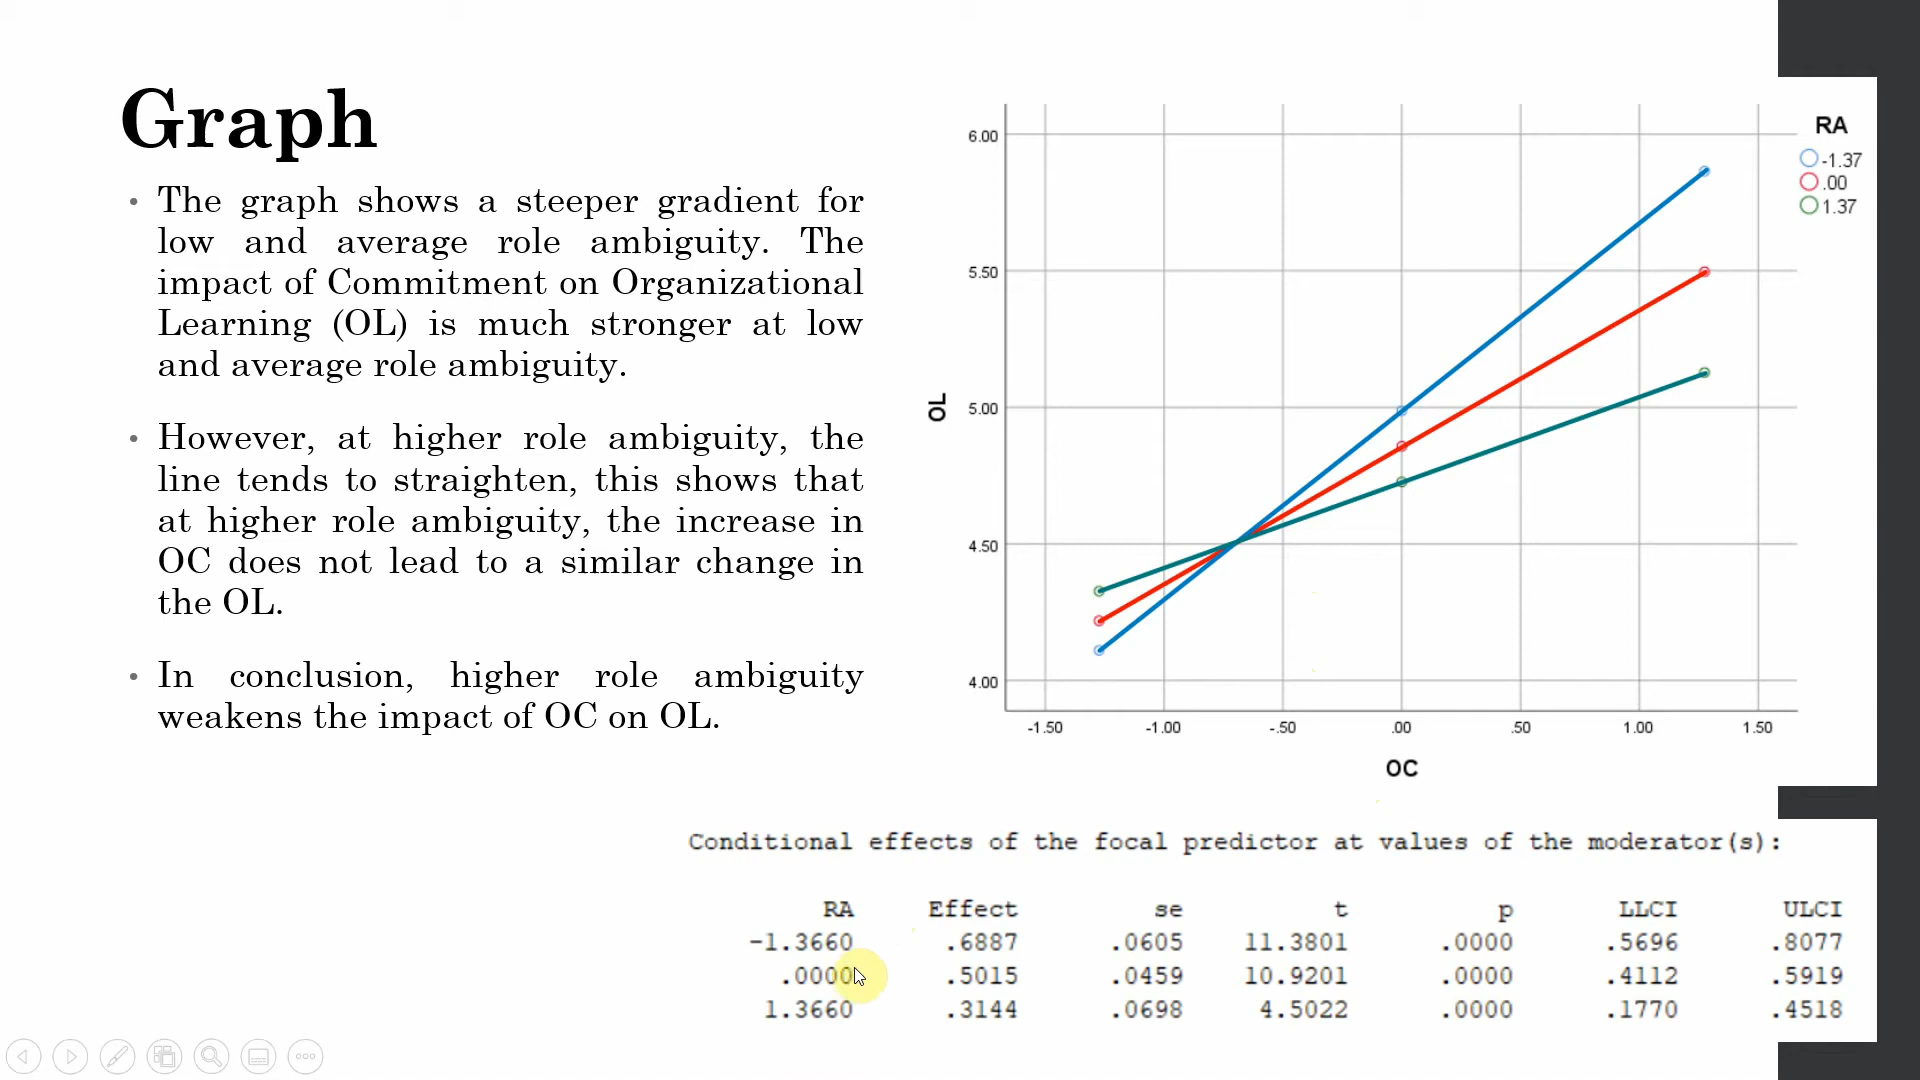 Graph
• The graph shows a steeper gradient for
low and average role ambiguity. The
impact of Commitment on Organizational
Learning (OL) is much stronger at low
and average role ambiguity.
• However, at higher role ambiguity, the
line tends to straighten, this shows that
at higher role ambiguity, the increase in
OC does not lead to a similar change in
the OL.
• In conclusion, higher role ambiguity
weakens the impact of OC on OL.
RA
-1.37
.00
1.37
OL
6.00
5.50
5.00
4.50
4.00
-1.50 -1.00 -.50 .00 .50 1.00 1.50
OC
Conditional effects of the focal predictor at values of the moderator(s):
RA Effect se t p LLCI ULCI
-1.3660 .6887 .0605 11.3801 .0000 .5696 .8077
.0000 .5015 .0459 10.9201 .0000 .4112 .5919
1.3660 .3144 .0698 4.5022 .0000 .1770 .4518